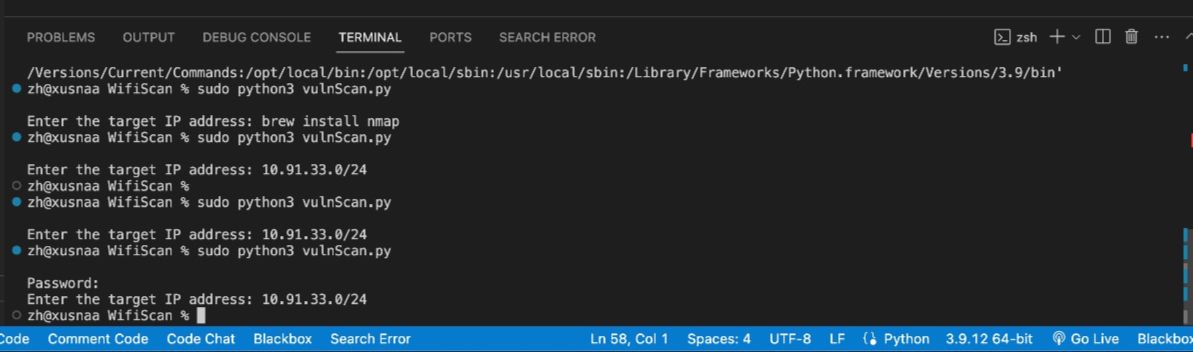 PROBLEMS OUTPUT DEBUG CONSOLE TERMINAL PORTS SEARCH ERROR zsh
/Versions/Current/Commands:/opt/local/bin:/opt/local/sbin:/usr/local/sbin:/Library/Frameworks/Python.framework/Versions/3.9/bin'
zh@xusnaa WifiScan % sudo python3 vulnScan.py
Enter the target IP address: brew install nmap
zh@xusnaa WifiScan % sudo python3 vulnScan.py
Enter the target IP address: 10.91.33.0/24
zh@xusnaa WifiScan %
zh@xusnaa WifiScan % sudo python3 vulnScan.py
Enter the target IP address: 10.91.33.0/24
zh@xusnaa WifiScan % sudo python3 vulnScan.py
Password:
Enter the target IP address: 10.91.33.0/24
zh@xusnaa WifiScan %
Code Comment Code Code Chat Blackbox Search Error Ln 58, Col 1 Spaces: 4 UTF-8 LF Python 3.9.12 64-bit Go Live Blackbox